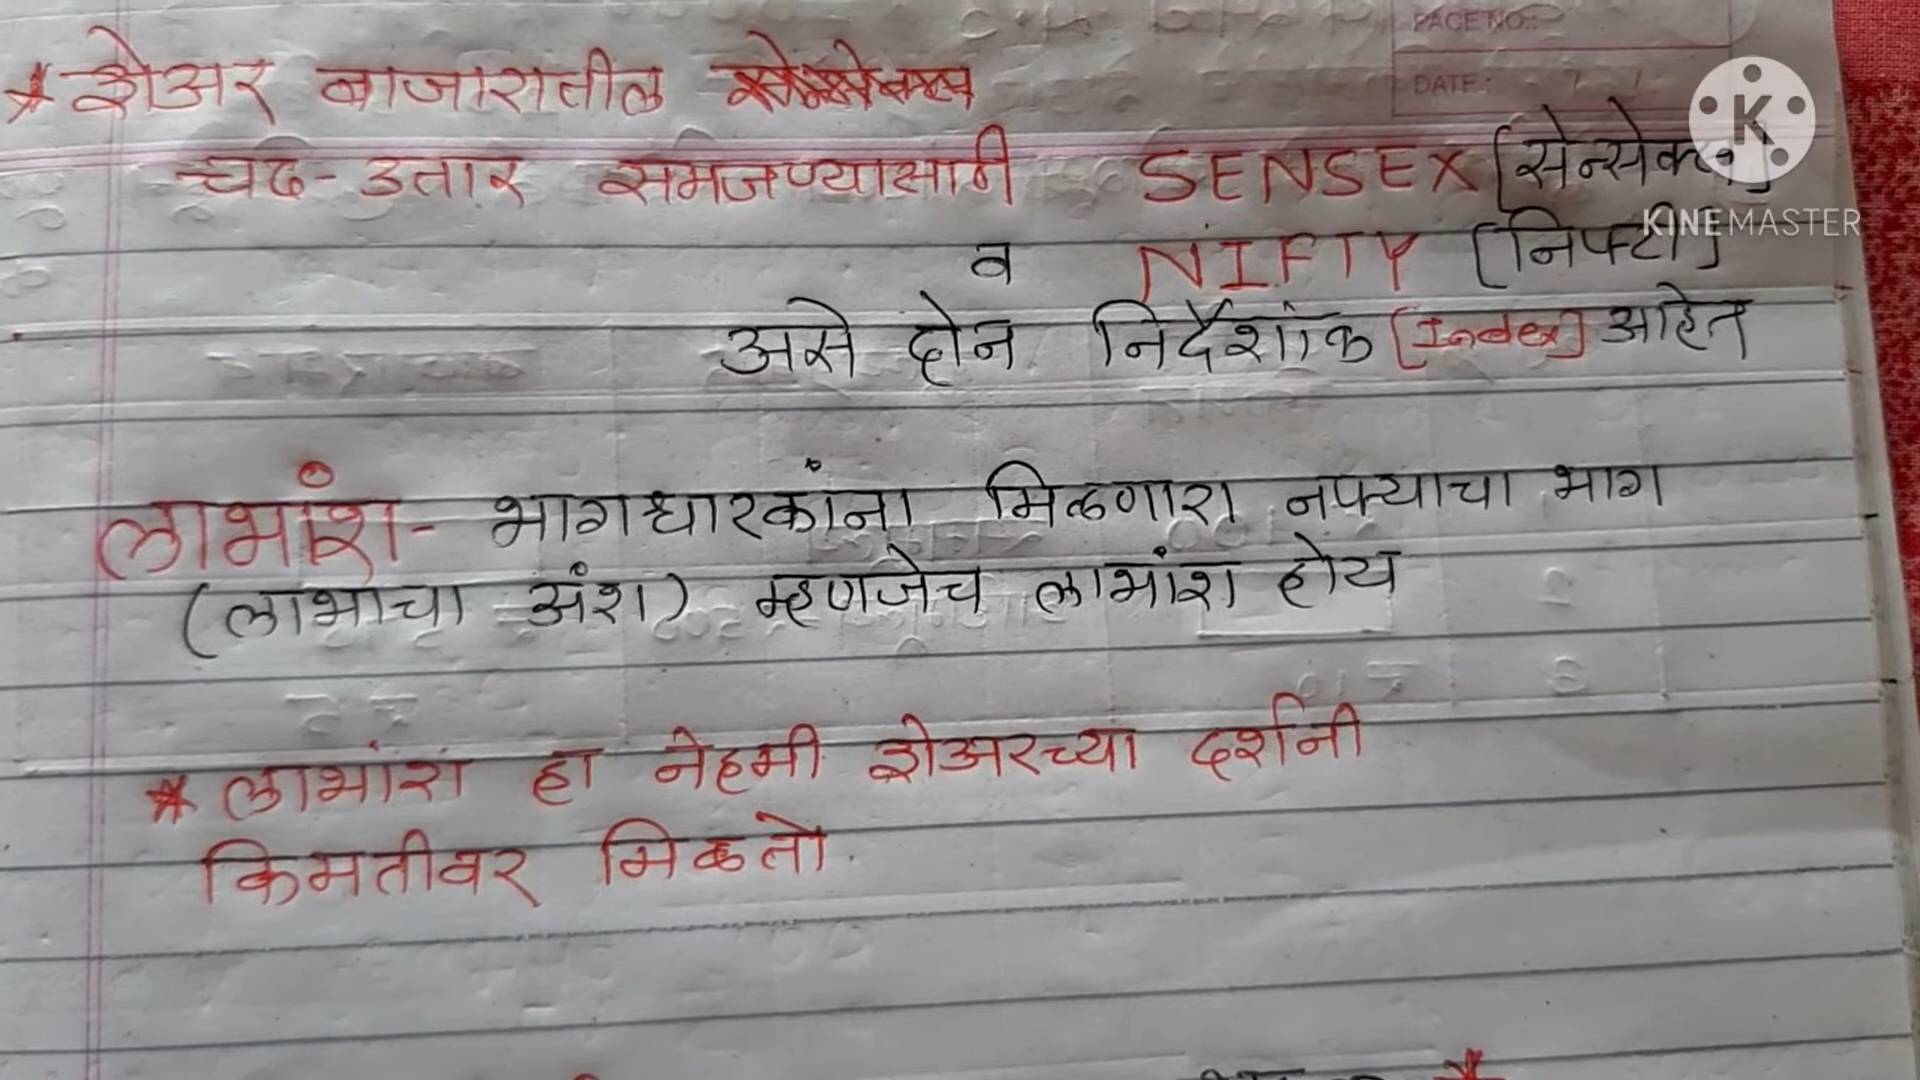 PAGE NO.:
DATE:
* शेअर बाजारातील
चढ-उतार समजण्यासाठी SENSEX [सेन्सेक्स]
व NIFTY [निफ्टी]
असे दोन निर्देशांक [Index] आहेत
लाभांश - भागधारकांना मिळणारा नफ्याचा भाग
(लाभाचा अंश) म्हणजेच लाभांश होय
* लाभांश हा नेहमी शेअरच्या दर्शनी
किमतीवर मिळतो.
K
KINEMASTER